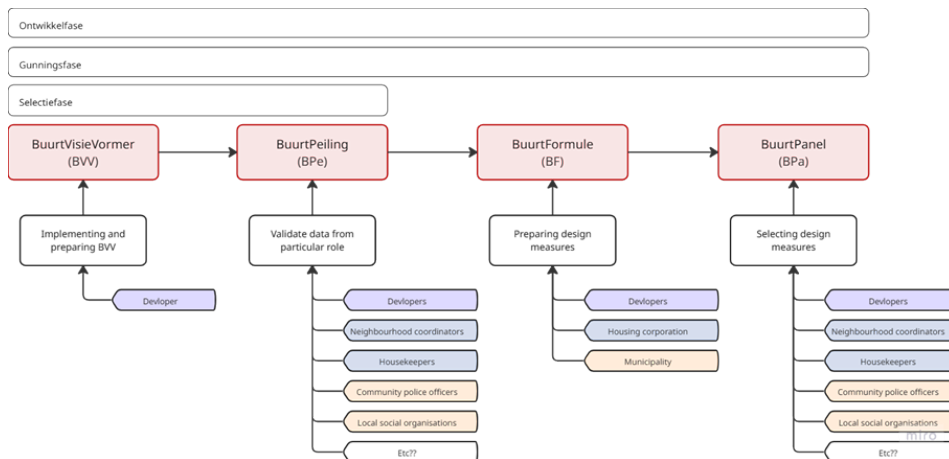 Ontwikkelfase
Gunningsfase
Selectiefase
BuurtVisieVormer
(BVV)
BuurtPeiling
(BPe)
BuurtFormule
(BF)
BuurtPanel
(BPa)
Implementing and
preparing BVV
Validate data from
particular role
Preparing design
measures
Selecting design
measures
Devloper
Devlopers
Neighbourhood coordinators
Housekeepers
Community police officers
Local social organisations
Etc??
Devlopers
Housing corporation
Municipality
Devlopers
Neighbourhood coordinators
Housekeepers
Community police officers
Local social organisations
Etc??
miro